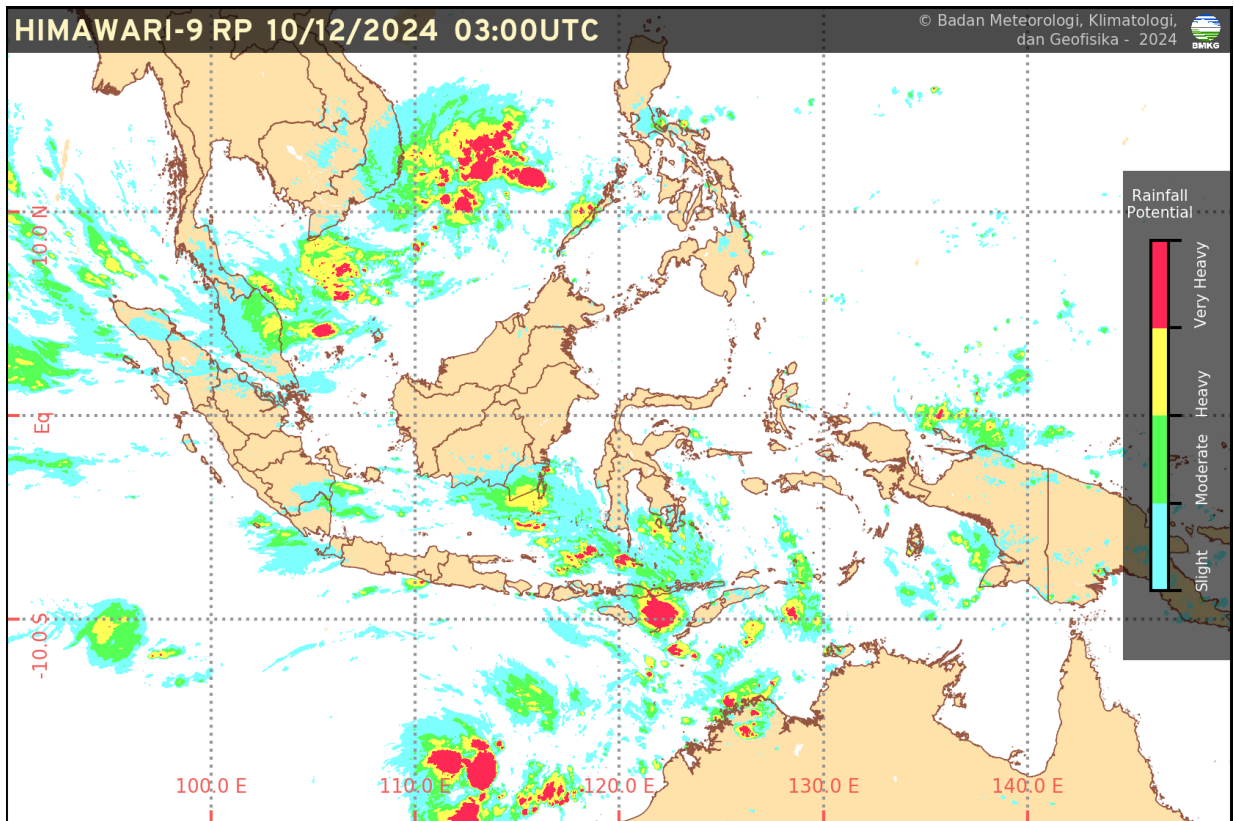 HIMAWARI-9 RP 10/12/2024 03:00UTC
© Badan Meteorologi, Klimatologi,
dan Geofisika - 2024
BMKG
Rainfall
Potential
Very Heavy
Heavy
Moderate
Slight
10.0 N
Eq
-10.0 S
100.0 E
110.0 E
120.0 E
130.0 E
140.0 E